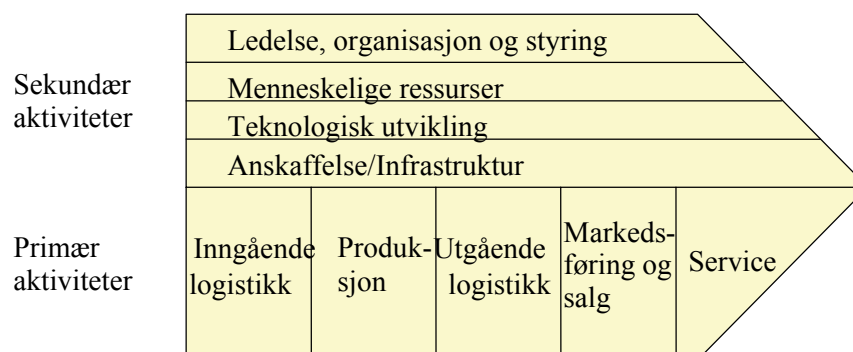 Ledelse, organisasjon og styring
Sekundær
aktiviteter
Menneskelige ressurser
Teknologisk utvikling
Anskaffelse/Infrastruktur
Primær
aktiviteter
Inngående
logistikk
Produk-
sjon
Utgående
logistikk
Markeds-
føring og
salg
Service